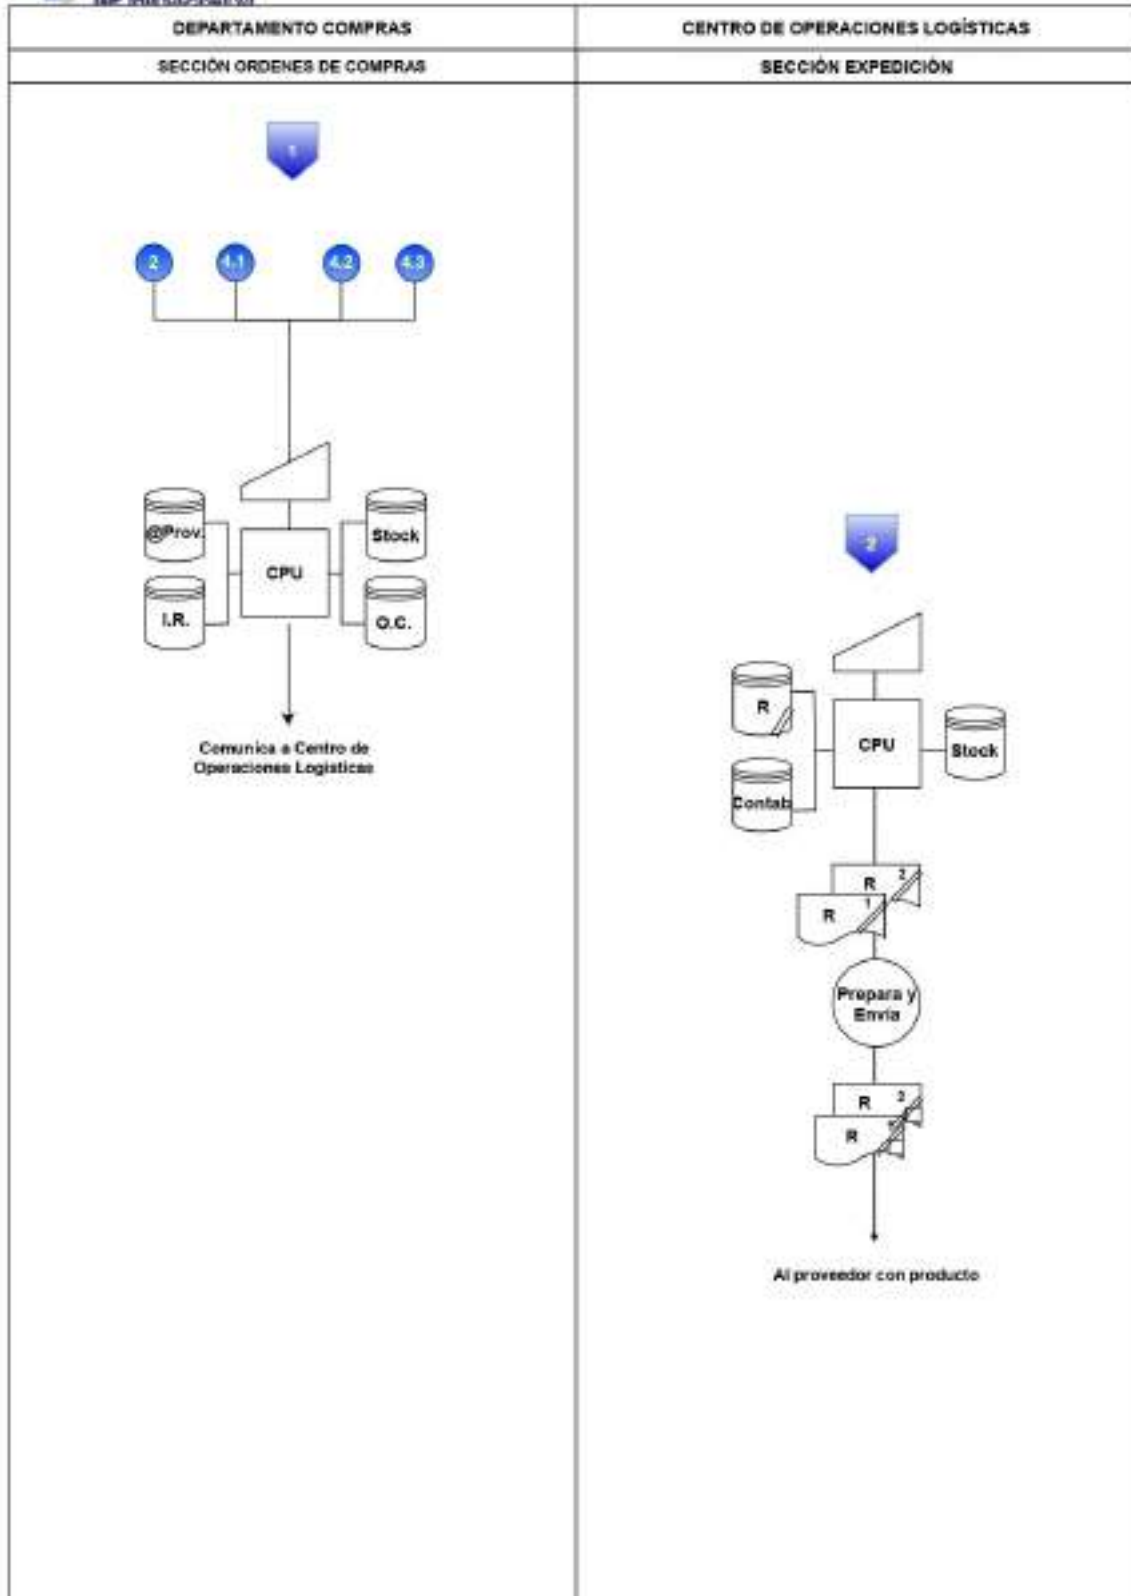 DEPARTAMENTO COMPRAS
CENTRO DE OPERACIONES LOGÍSTICAS
SECCIÓN ORDENES DE COMPRAS
SECCIÓN EXPEDICIÓN
1
2
4.1
4.2
4.3
@Prov.
Stock
CPU
I.R.
O.C.
Comunica a Centro de
Operaciones Logísticas
2
R
CPU
Stock
Contab
R 2
R 1
Prepara y
Envía
R 2
R
Al proveedor con producto